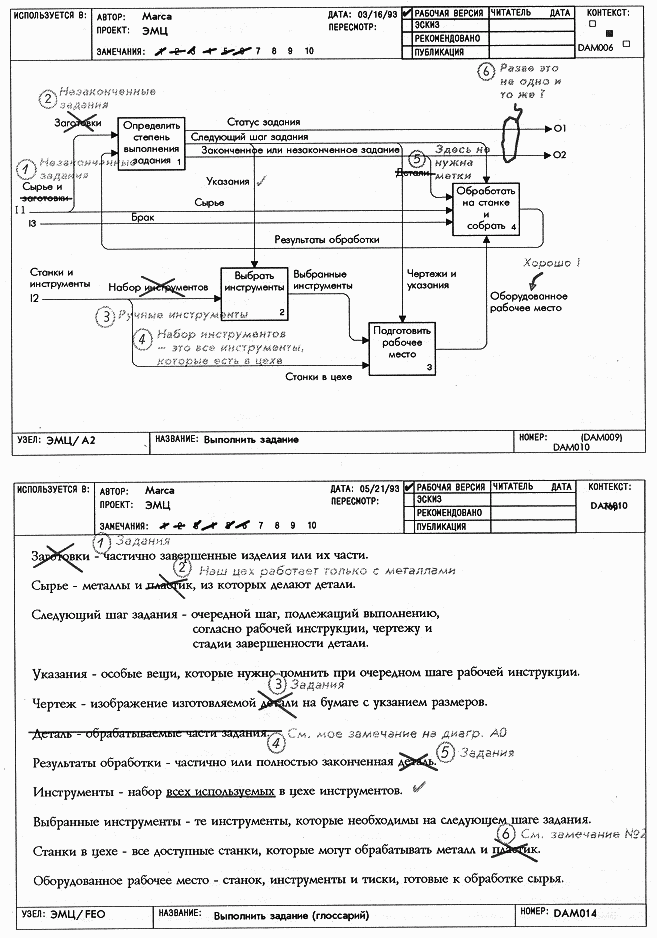 ИСПОЛЬЗУЕТСЯ В:
АВТОР: Marca
ПРОЕКТ: ЭМЦ
ЗАМЕЧАНИЯ: 1 2 3 4 5 6 7 8 9 10
ДАТА: 03/16/93
ПЕРЕСМОТР:
РАБОЧАЯ ВЕРСИЯ
ЭСКИЗ
РЕКОМЕНДОВАНО
ПУБЛИКАЦИЯ
ЧИТАТЕЛЬ ДАТА
КОНТЕКСТ:
DAM006
6 Разве это
не одно и
то же ?
2 Незаконченные
задания
Заготовки
1 Незаконченные
задания
Сырье и
заготовки
I1
I3
Определить
степень
выполнения
задания 1
Статус задания
Следующий шаг задания
Законченное или незаконченное задание
O1
O2
5 Здесь не
нужна
метки
Детали
Указания
Сырье
Брак
Обработать
на станке
и
собрать 4
Результаты обработки
Станки и
инструменты
I2
Набор инструментов
3 Ручные инструменты
4 Набор инструментов
– это все инструменты,
которые есть в цехе
Выбрать
инструменты
2
Выбранные
инструменты
Чертежи и
указания
Хорошо !
Оборудованное
рабочее место
Подготовить
рабочее
место
3
Станки в цехе
УЗЕЛ: ЭМЦ/А2
НАЗВАНИЕ: Выполнить задание
НОМЕР: (DAM009)
DAM010
ИСПОЛЬЗУЕТСЯ В:
АВТОР: Marca
ПРОЕКТ: ЭМЦ
ЗАМЕЧАНИЯ: 1 2 3 4 5 6 7 8 9 10
ДАТА: 05/21/93
ПЕРЕСМОТР:
РАБОЧАЯ ВЕРСИЯ
ЭСКИЗ
РЕКОМЕНДОВАНО
ПУБЛИКАЦИЯ
ЧИТАТЕЛЬ ДАТА
КОНТЕКСТ:
DAM010
1 Задания
Заготовки - частично завершенные изделия или их части.
2 Наш цех работает только с металлами
Сырье - металлы и пластик, из которых делают детали.
Следующий шаг задания - очередной шаг, подлежащий выполнению,
согласно рабочей инструкции, чертежу и
стадии завершенности детали.
Указания - особые вещи, которые нужно помнить при очередном шаге рабочей инструкции.
3 Задания
Чертеж - изображение изготовляемой детали на бумаге с укзанием размеров.
Деталь - обрабатываемые части задания.
4 См. мое замечание на диагр. А0
5 Задания
Результаты обработки - частично или полностью законченная деталь.
Инструменты - набор всех используемых в цехе инструментов.
Выбранные инструменты - те инструменты, которые необходимы на следующем шаге задания.
6 См. замечание №2
Станки в цехе - все доступные станки, которые могут обрабатывать металл и пластик.
Оборудованное рабочее место - станок, инструменты и тиски, готовые к обработке сырья.
УЗЕЛ: ЭМЦ/FEO
НАЗВАНИЕ: Выполнить задание (глоссарий)
НОМЕР: DAM014